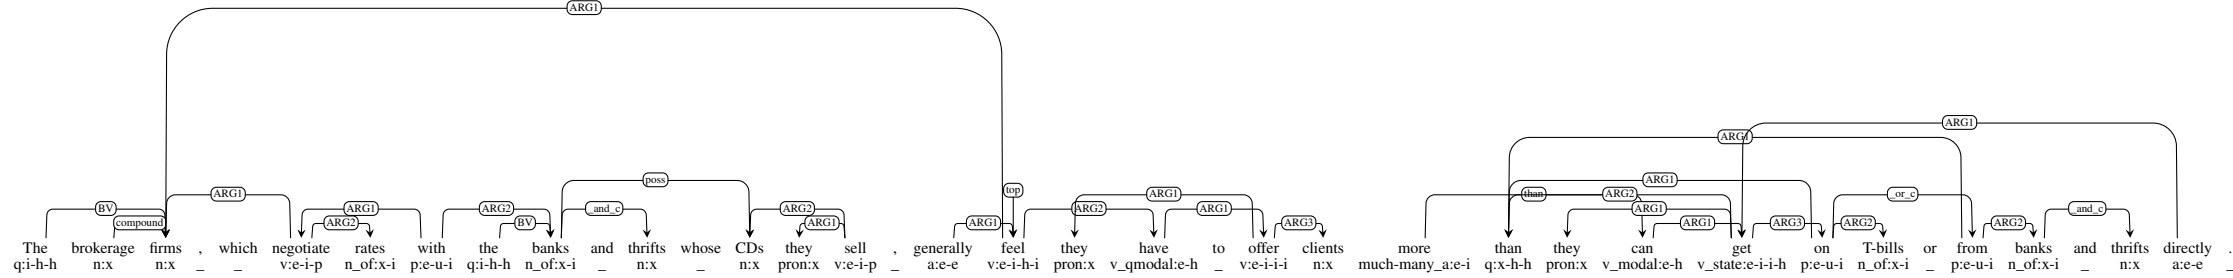 ARG1
ARG1
ARG1
poss than ARG1
BV ARG1 ARG1 ARG2 _and_c ARG2 top ARG1 ARG2 ARG1 _or_c _and_c
compound ARG2 BV ARG1 ARG1 ARG2 ARG1 ARG3 ARG1 ARG3 ARG2 ARG2
The brokerage firms , which negotiate rates with the banks and thrifts whose CDs they sell , generally feel they have to offer clients more than they can get on T-bills or from banks and thrifts directly .
q:i-h-h n:x n:x _ _ v:e-i-p n_of:x-i p:e-u-i q:i-h-h n_of:x-i _ n:x _ n:x pron:x v:e-i-p _ a:e-e v:e-i-h-i pron:x v_qmodal:e-h _ v:e-i-i-i n:x much-many_a:e-i q:x-h-h pron:x v_modal:e-h v_state:e-i-i-h p:e-u-i n_of:x-i _ p:e-u-i n_of:x-i _ n:x a:e-e _